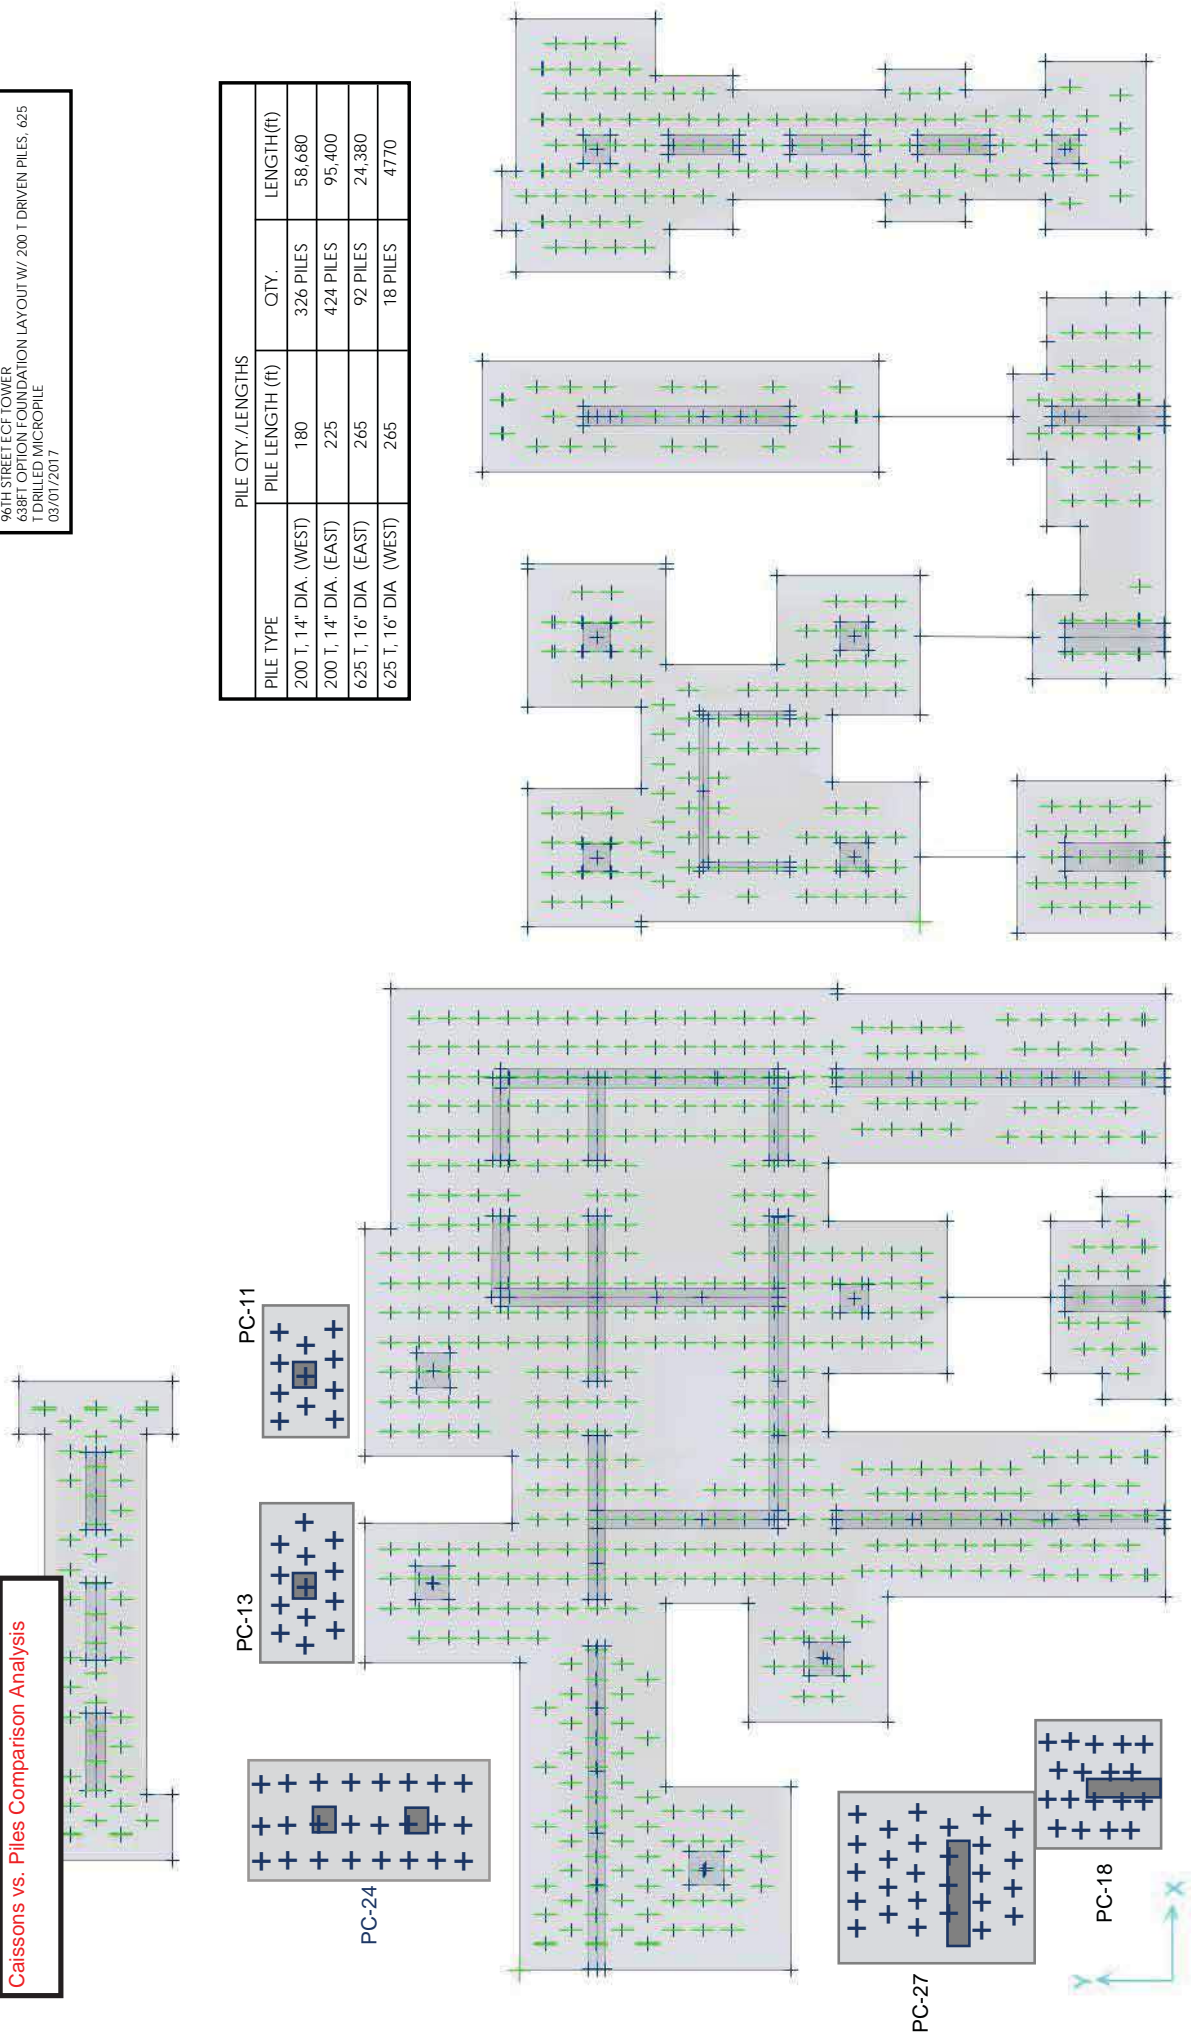 Caissons vs. Piles Comparison Analysis
96TH STREET ECF TOWER
638FT OPTION FOUNDATION LAYOUT W/ 200 T DRIVEN PILES, 625
T DRILLED MICROPILE
03/01/2017
PILE QTY./LENGTHS
PILE TYPE PILE LENGTH (ft) QTY. LENGTH(ft)
200 T, 14" DIA. (WEST) 180 326 PILES 58,680
200 T, 14" DIA. (EAST) 225 424 PILES 95,400
625 T, 16" DIA (EAST) 265 92 PILES 24,380
625 T, 16" DIA (WEST) 265 18 PILES 4770
PC-24
PC-13
PC-11
PC-27
PC-18
Y
X